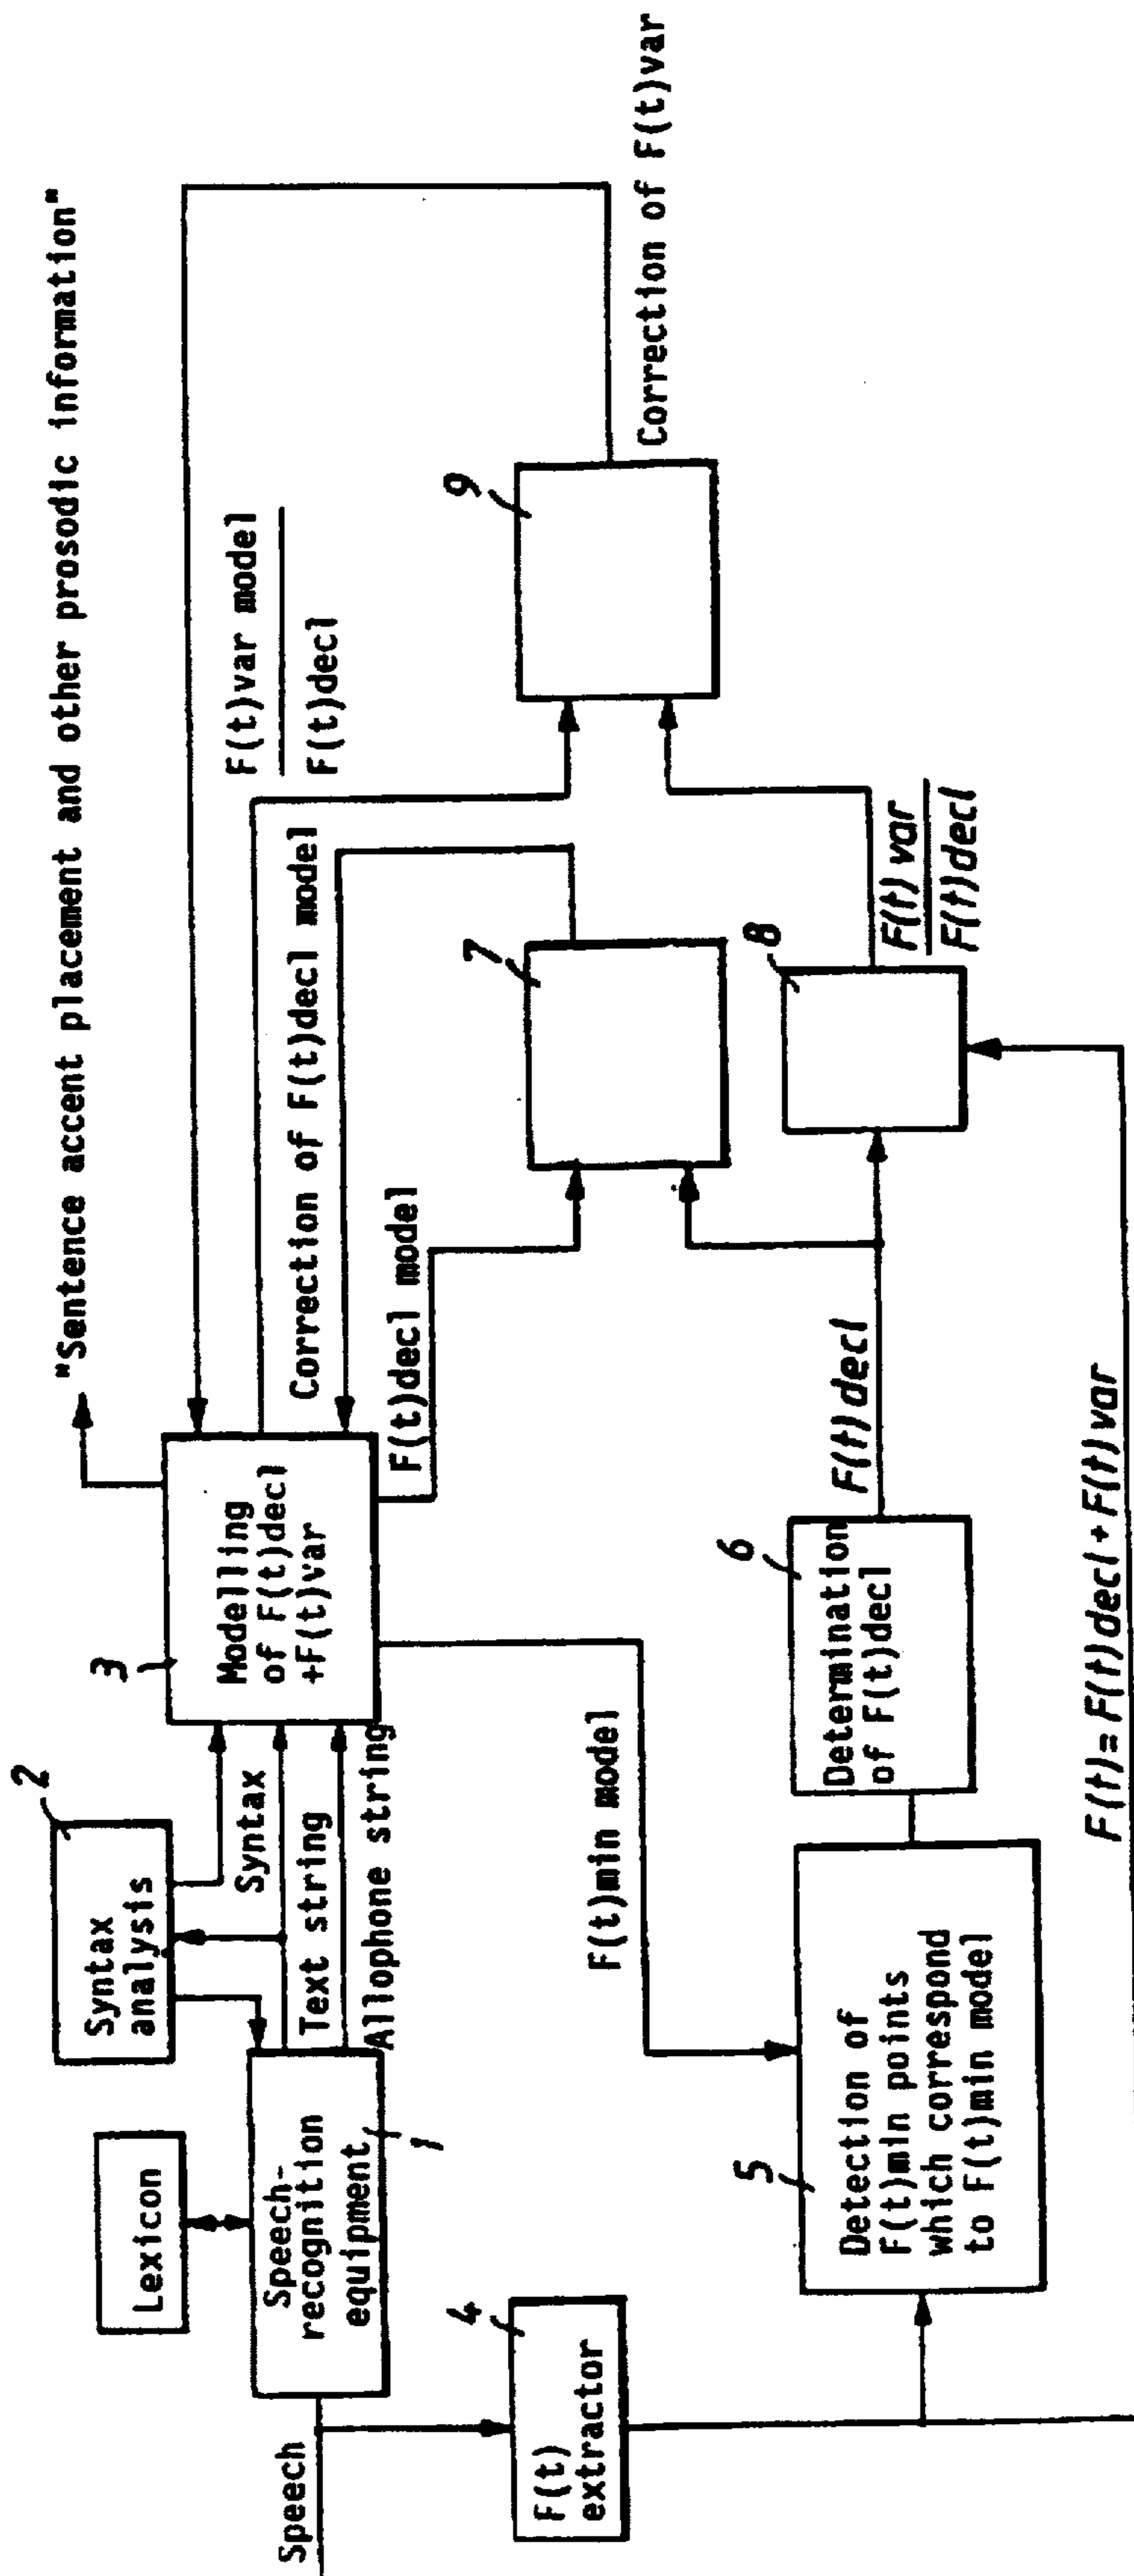 "Sentence accent placement and other prosodic information"
2
Syntax
analysis
Lexicon
Speech
Speech-
recognition
equipment
1
Syntax
Text string
Allophone string
3
Modelling
of F(t)decl
+F(t)var
F(t)var model
F(t)decl
Correction of F(t)decl model
F(t)decl model
7
9
Correction of F(t)var
4
F(t)
extractor
F(t)min model
5
Detection of
F(t)min points
which correspond
to F(t)min model
6
Determination
of F(t)decl
F(t)decl
8
F(t)var
F(t)decl
F(t)=F(t)decl+F(t)var